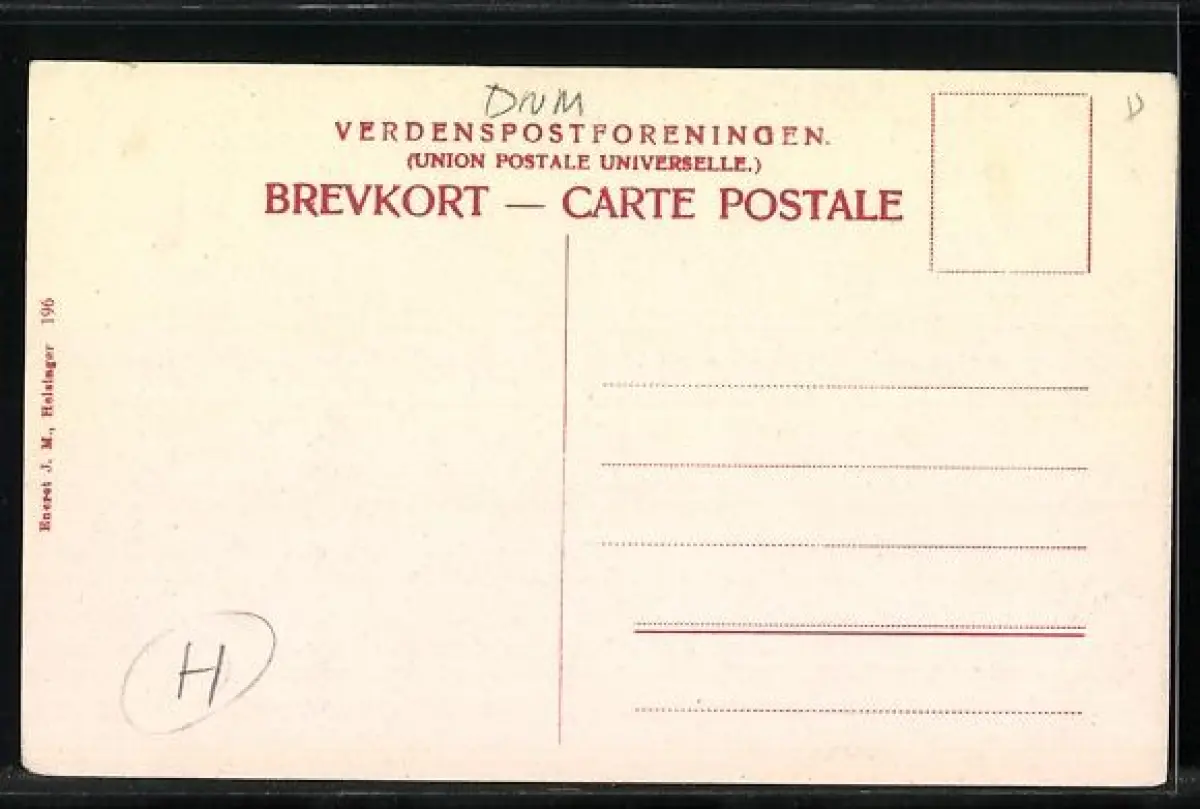 DNM
D
VERDENSPOSTFORENINGEN.
(UNION POSTALE UNIVERSELLE.)
BREVKORT — CARTE POSTALE
Eneret J. M., Helsingør 196
H